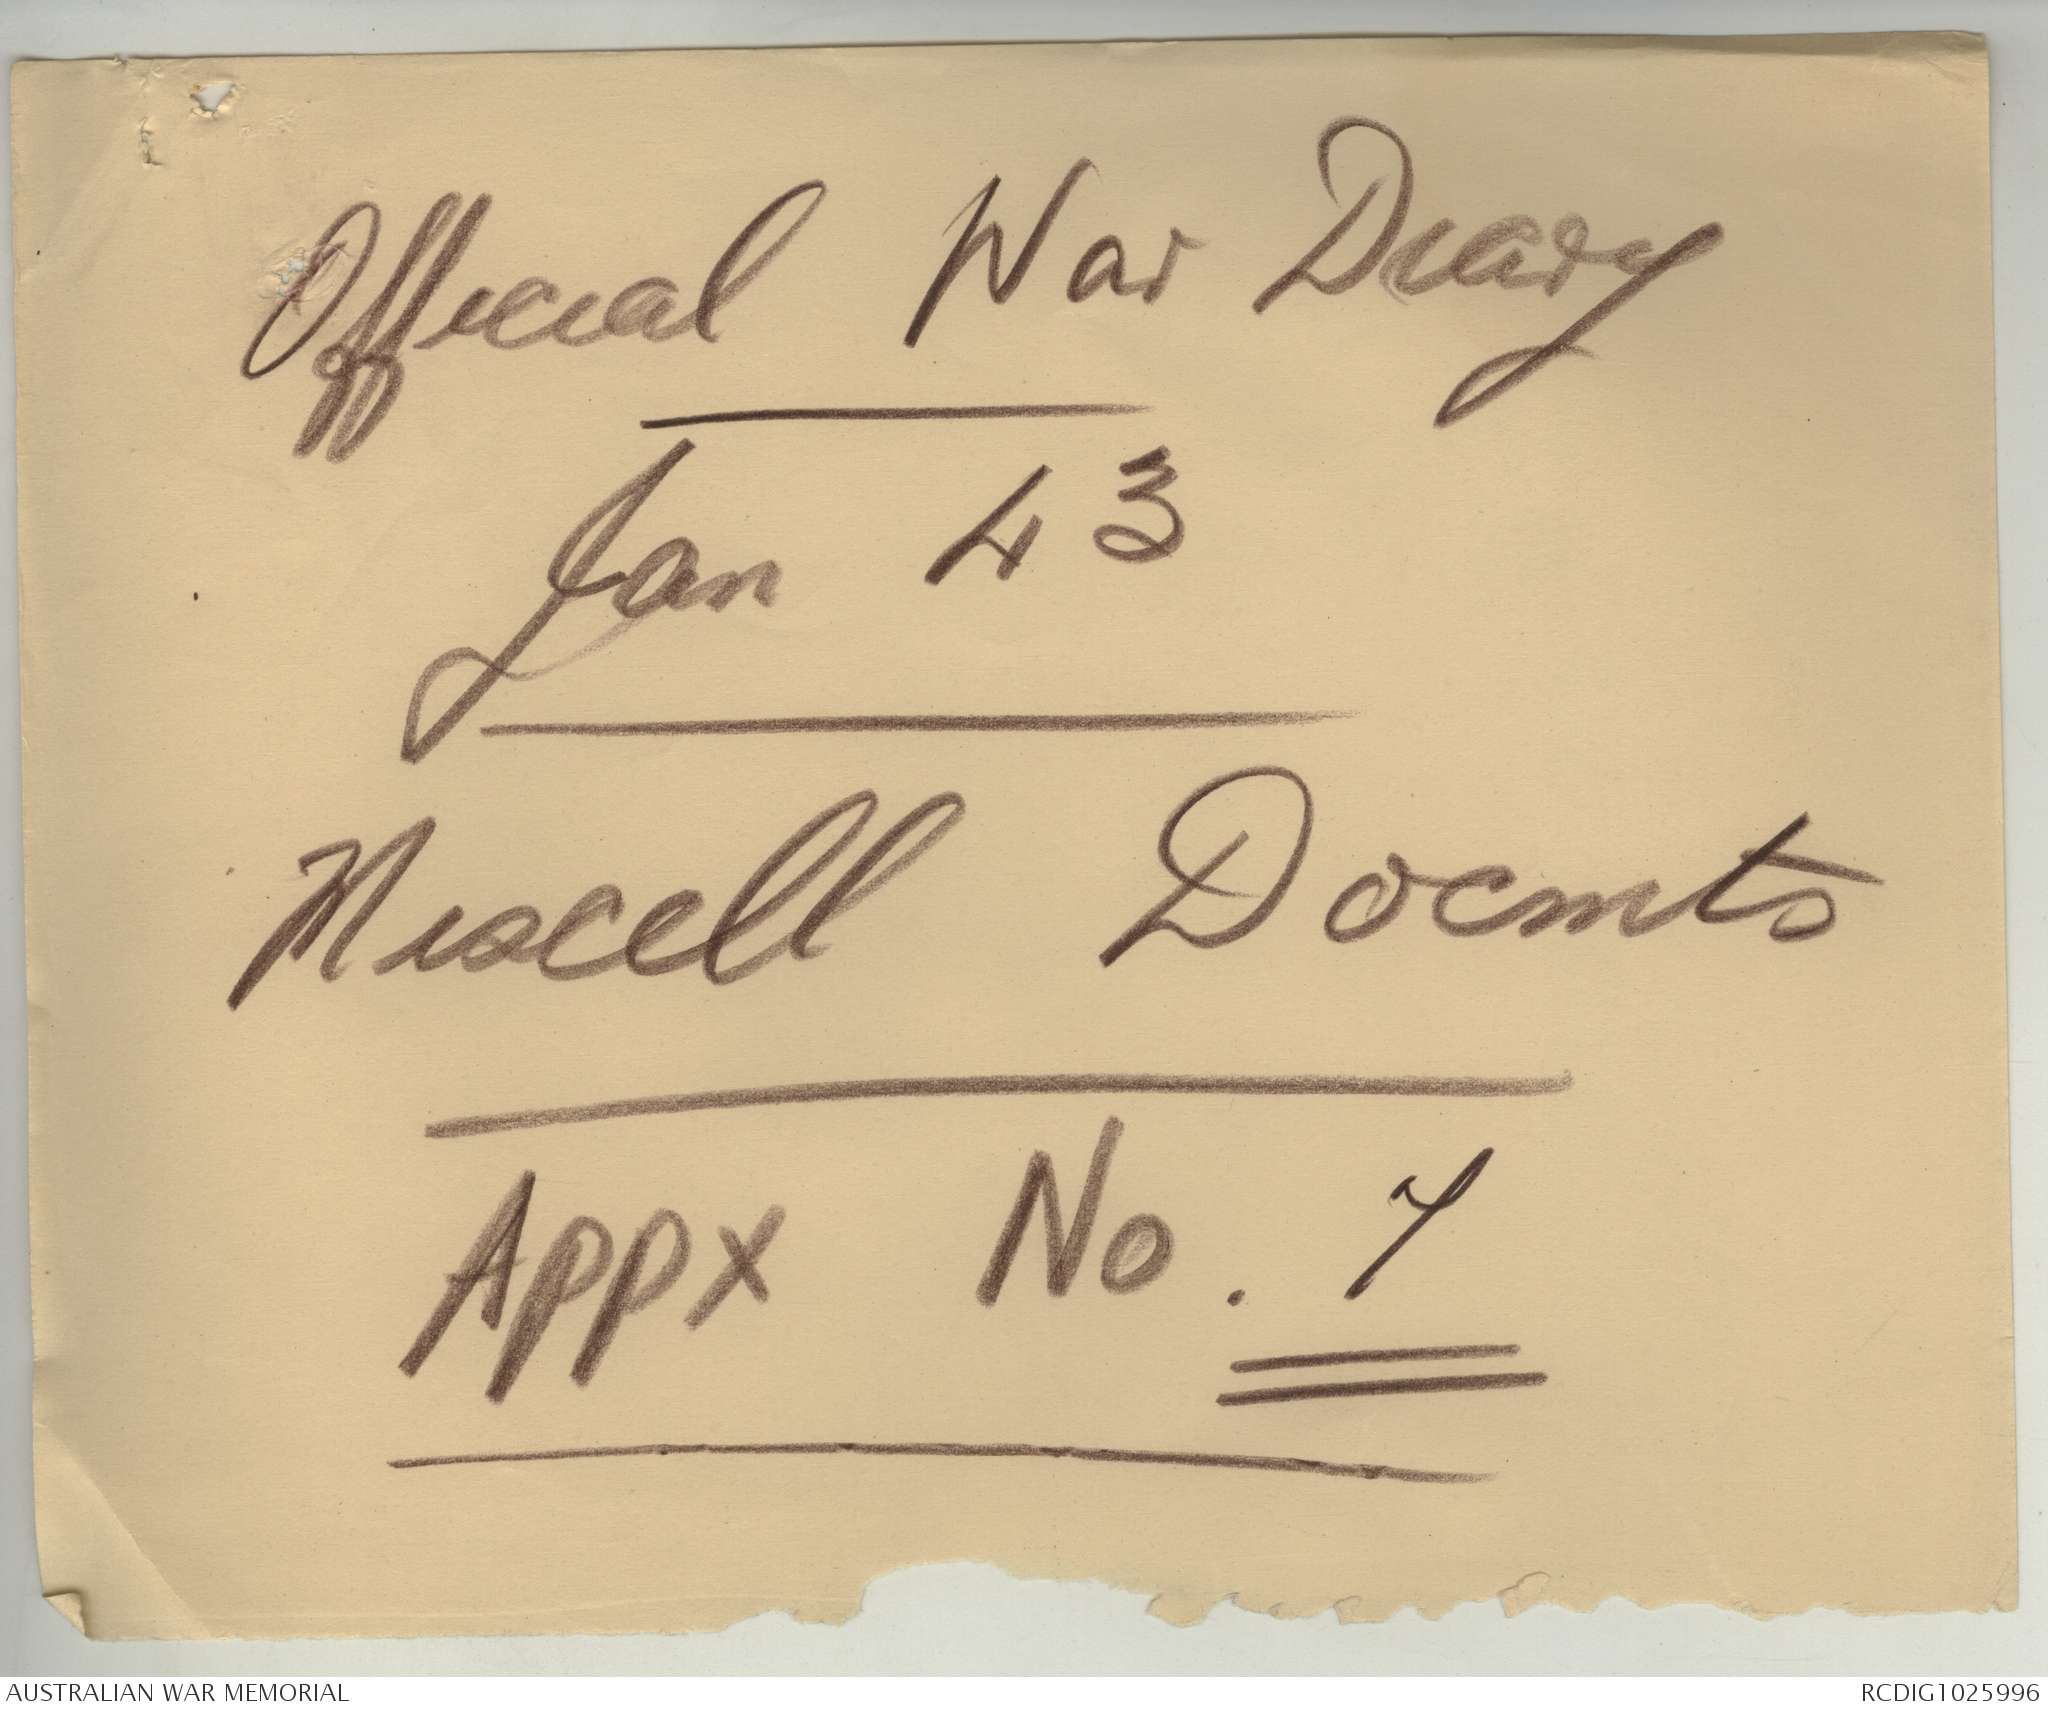 Official War Diary
Jan 43
Miscell Docmts
Appx No. 7
AUSTRALIAN WAR MEMORIAL
RCDIG1025996